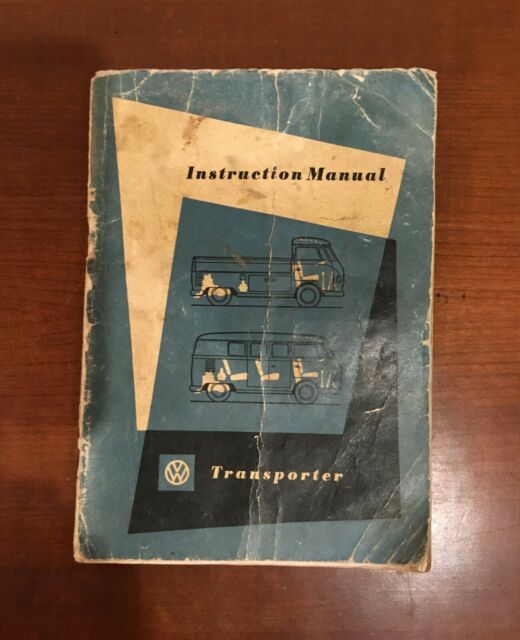 Instruction Manual
VW
Transporter